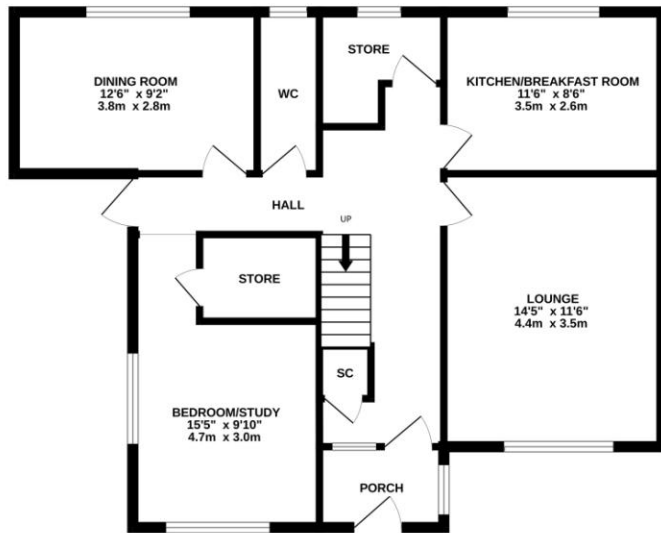 DINING ROOM
12'6" x 9'2"
3.8m x 2.8m
WC
STORE
KITCHEN/BREAKFAST ROOM
11'6" x 8'6"
3.5m x 2.6m
HALL
UP
STORE
LOUNGE
14'5" x 11'6"
4.4m x 3.5m
SC
BEDROOM/STUDY
15'5" x 9'10"
4.7m x 3.0m
PORCH